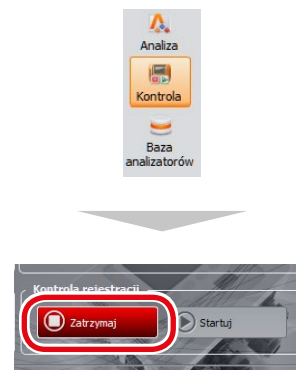 Analiza
Kontrola
Baza
analizatorów
Kontrola rejestracji
Zatrzymaj
Startuj